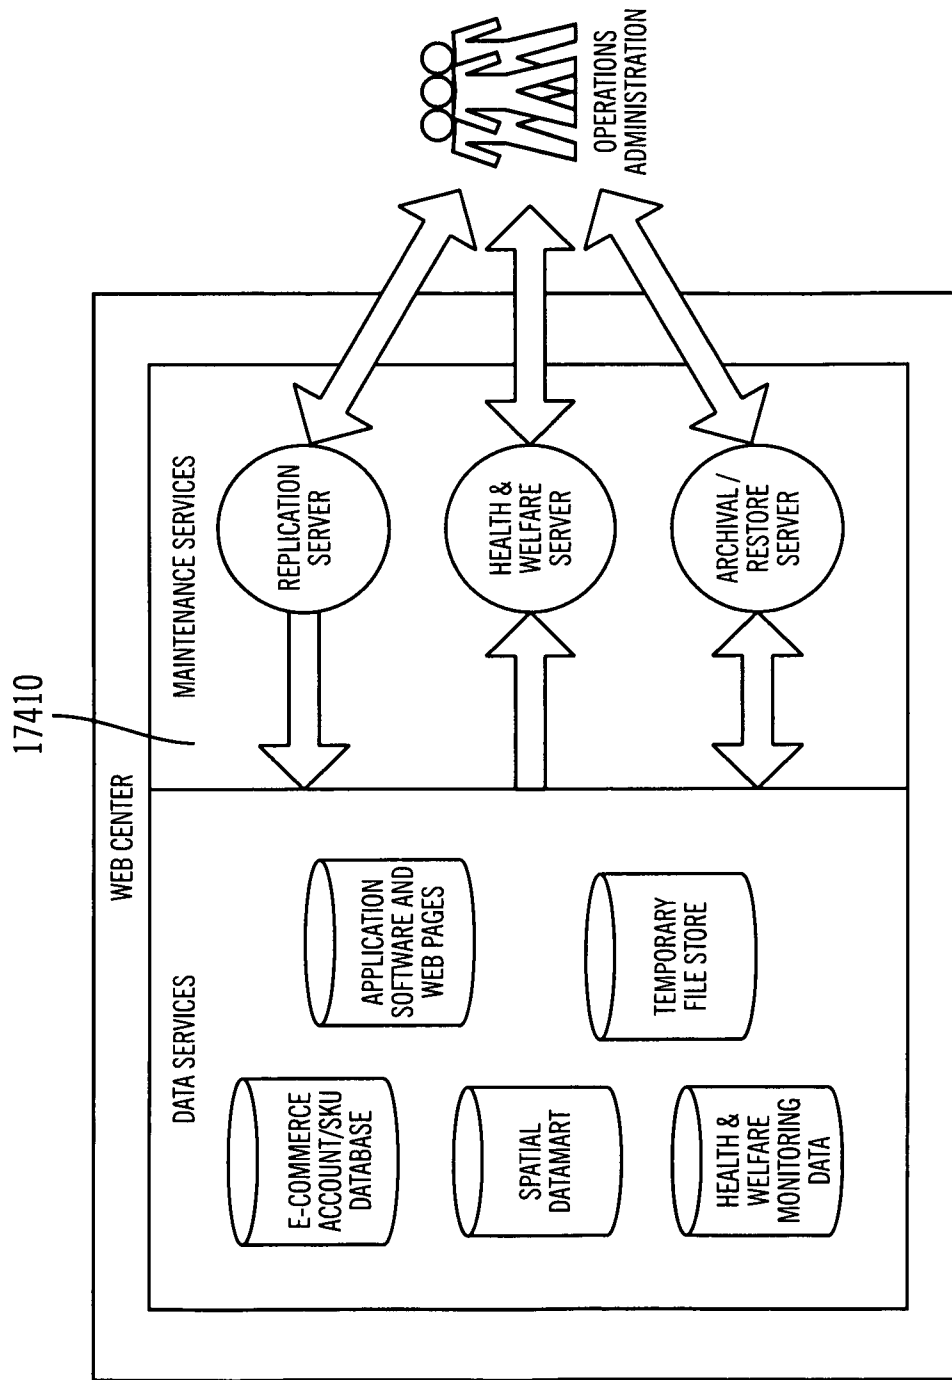 17410
WEB CENTER
DATA SERVICES
E-COMMERCE
ACCOUNT/SKU
DATABASE
APPLICATION
SOFTWARE AND
WEB PAGES
SPATIAL
DATAMART
TEMPORARY
FILE STORE
HEALTH &
WELFARE
MONITORING
DATA
MAINTENANCE SERVICES
REPLICATION
SERVER
HEALTH &
WELFARE
SERVER
ARCHIVAL/
RESTORE
SERVER
OPERATIONS
ADMINISTRATION